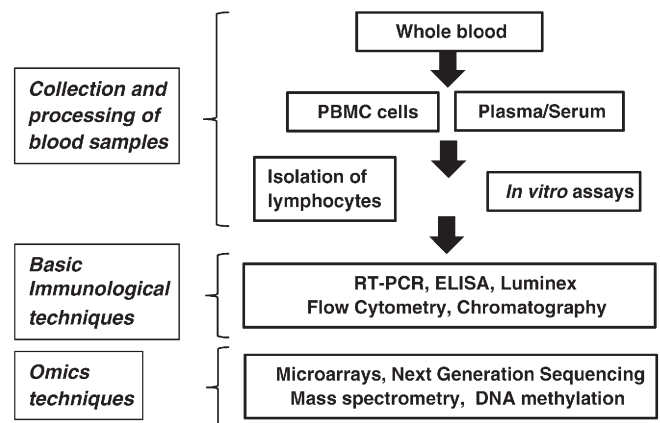 Whole blood
Collection and
processing of
blood samples
PBMC cells
Plasma/Serum
Isolation of
lymphocytes
In vitro assays
Basic
Immunological
techniques
RT-PCR, ELISA, Luminex
Flow Cytometry, Chromatography
Omics
techniques
Microarrays, Next Generation Sequencing
Mass spectrometry, DNA methylation